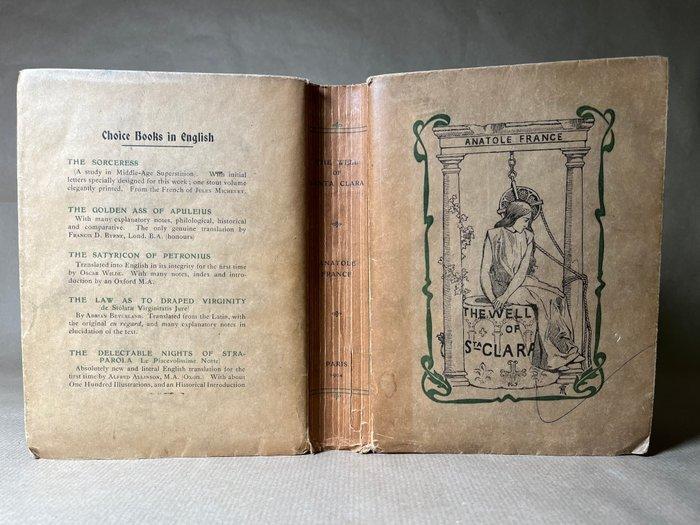 Choice Books in English
THE SORCERESS
(A study in Middle-Age Superstition. With initial
letters specially designed for this work; one stout volume
elegantly printed. From the French of JULES MICHELET.
THE GOLDEN ASS OF APULEIUS
With many explanatory notes, philological, historical
and comparative. The only genuine translation by
FRANCIS D. BYRNE, Lond. B.A. (honours)
THE SATYRICON OF PETRONIUS
Translated into English in its integrity for the first time
by OSCAR WILDE. With many notes, index and intro-
duction by an Oxford M.A.
THE LAW AS TO DRAPED VIRGINITY
de Stolaræ Virginitatis Jure)
By ADRIAN BEVERLAND. Translated from the Latin, with
the original en regard, and many explanatory notes in
elucidation of the text.
THE DELECTABLE NIGHTS OF STRA-
PAROLA (Le Piacevolissime Notte)
Absolutely new and literal English translation for the
first time by ALFRED ALLINSON, M.A. (OXON.) With about
One Hundred Illustrations, and an Historical Introduction
THE WELL
OF
SANTA CLARA
ANATOLE
FRANCE
PARIS
ANATOLE FRANCE
THE WELL
OF
STA CLARA